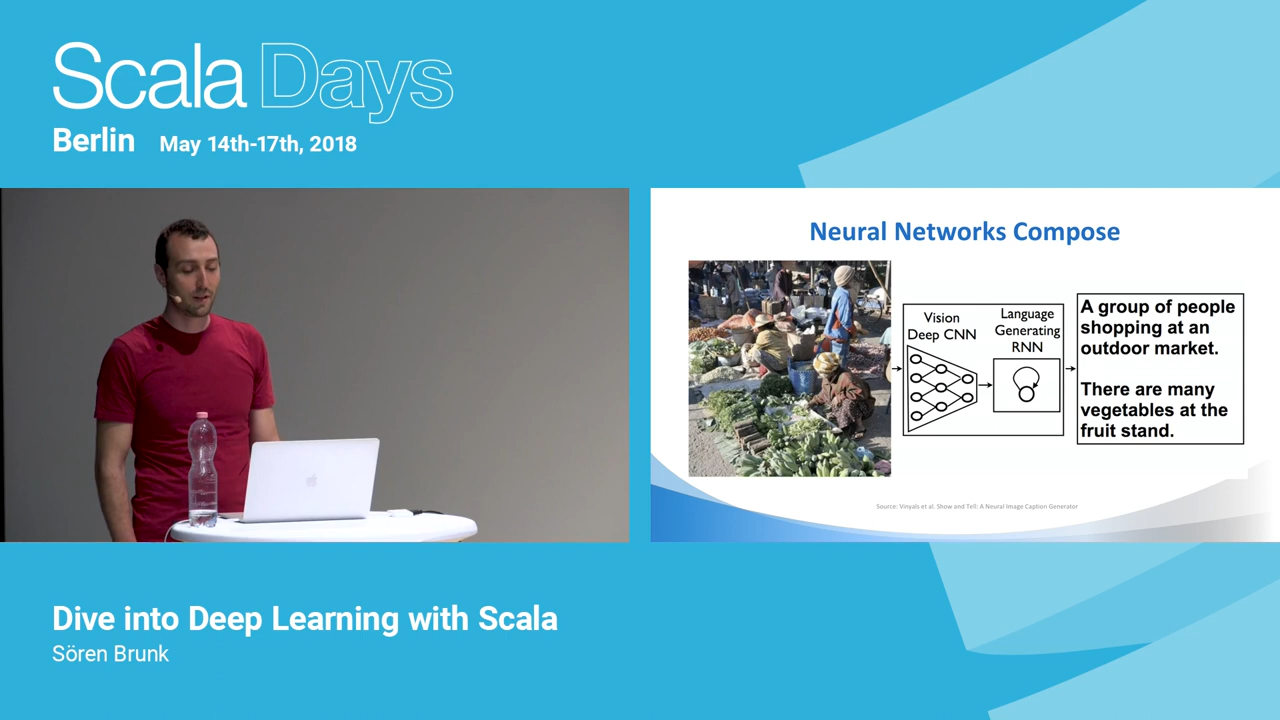 Scala Days
Berlin May 14th-17th, 2018
Neural Networks Compose
Vision
Deep CNN
Language
Generating
RNN
A group of people
shopping at an
outdoor market.
There are many
vegetables at the
fruit stand.
Source: Vinyals et al. Show and Tell: A Neural Image Caption Generator
Dive into Deep Learning with Scala
Sören Brunk